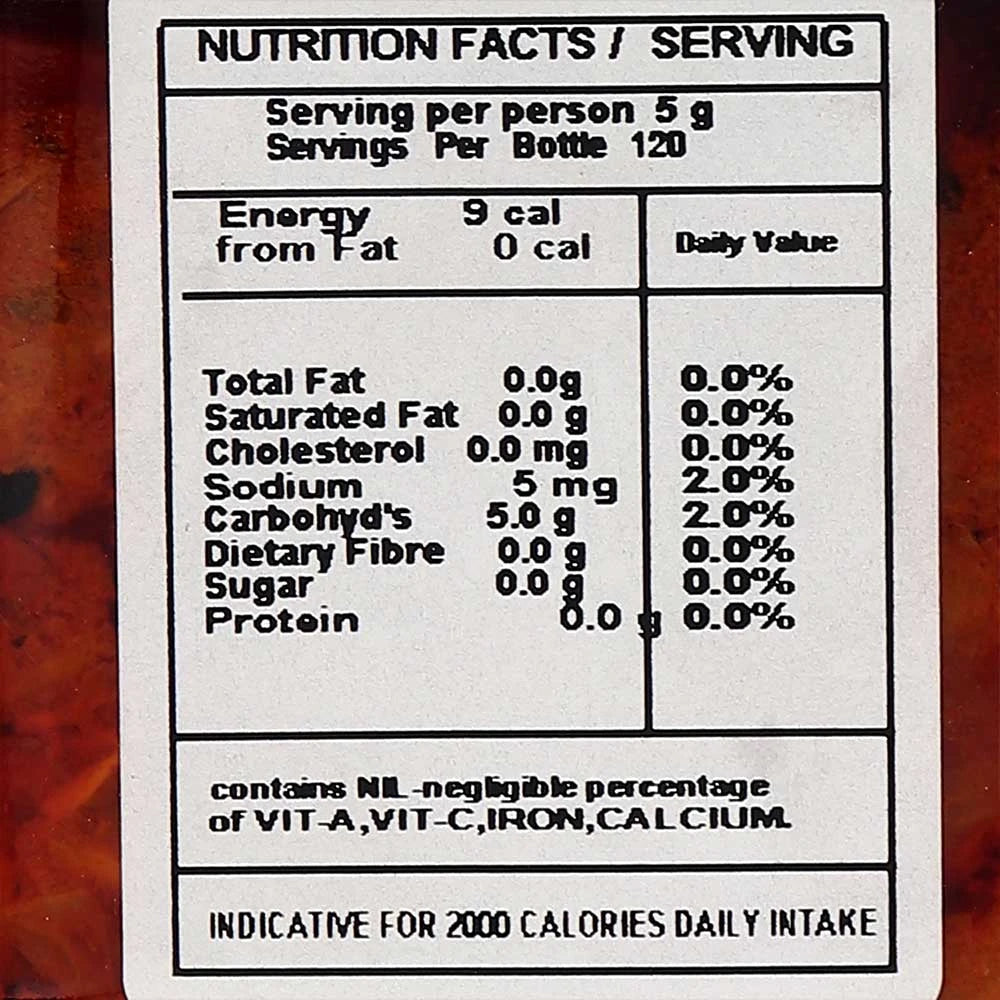 NUTRITION FACTS / SERVING
Serving per person 5 g
Servings Per Bottle 120
Energy 9 cal
from Fat 0 cal
Daily Value
Total Fat 0.0g 0.0%
Saturated Fat 0.0 g 0.0%
Cholesterol 0.0 mg 0.0%
Sodium 5 mg 2.0%
Carbohyd's 5.0 g 2.0%
Dietary Fibre 0.0 g 0.0%
Sugar 0.0 g 0.0%
Protein 0.0 g 0.0%
contains NIL-negligible percentage
of VIT-A,VIT-C,IRON,CALCIUM.
INDICATIVE FOR 2000 CALORIES DAILY INTAKE